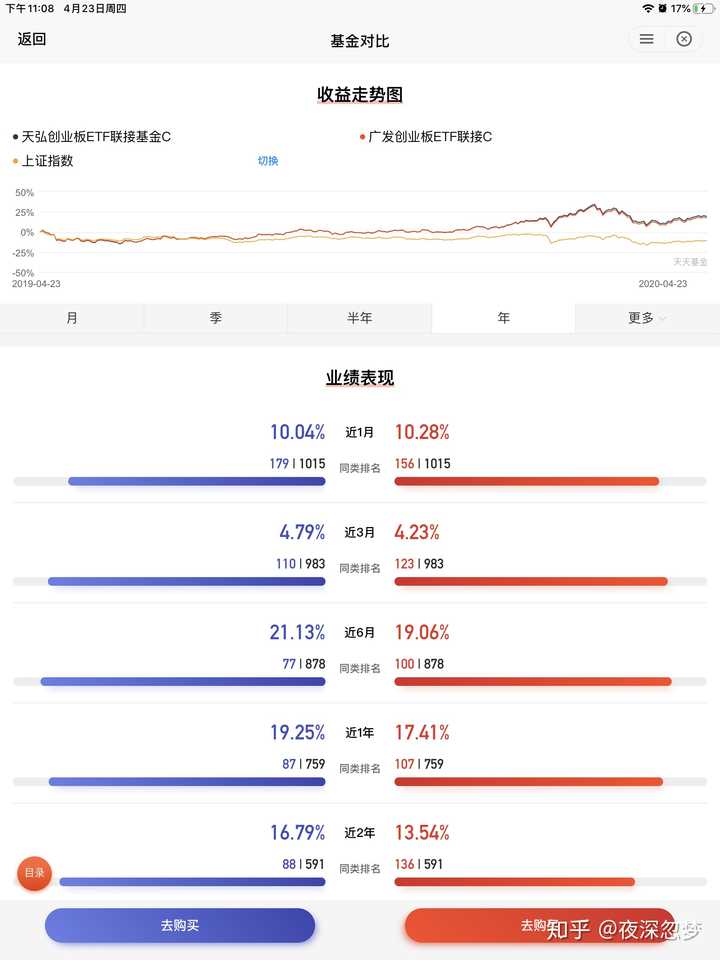 下午11:08 4月23日周四 17%
返回 基金对比
收益走势图
天弘创业板ETF联接基金C 广发创业板ETF联接C
上证指数 切换
50%
25%
0%
-25%
-50%
天天基金
2019-04-23 2020-04-23
月 季 半年 年 更多
业绩表现
10.04% 近1月 10.28%
179 | 1015 同类排名 156 | 1015
4.79% 近3月 4.23%
110 | 983 同类排名 123 | 983
21.13% 近6月 19.06%
77 | 878 同类排名 100 | 878
19.25% 近1年 17.41%
87 | 759 同类排名 107 | 759
16.79% 近2年 13.54%
88 | 591 同类排名 136 | 591
目录
去购买 去购买
知乎 @夜深忽梦